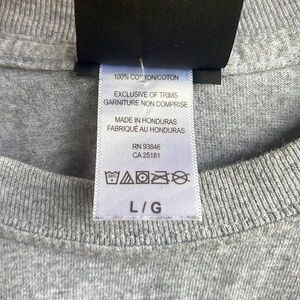 100% COTTON/COTON
EXCLUSIVE OF TRIMS
GARNITURE NON COMPRISE
MADE IN HONDURAS
FABRIQUÉ AU HONDURAS
RN 93846
CA 25181
L / G